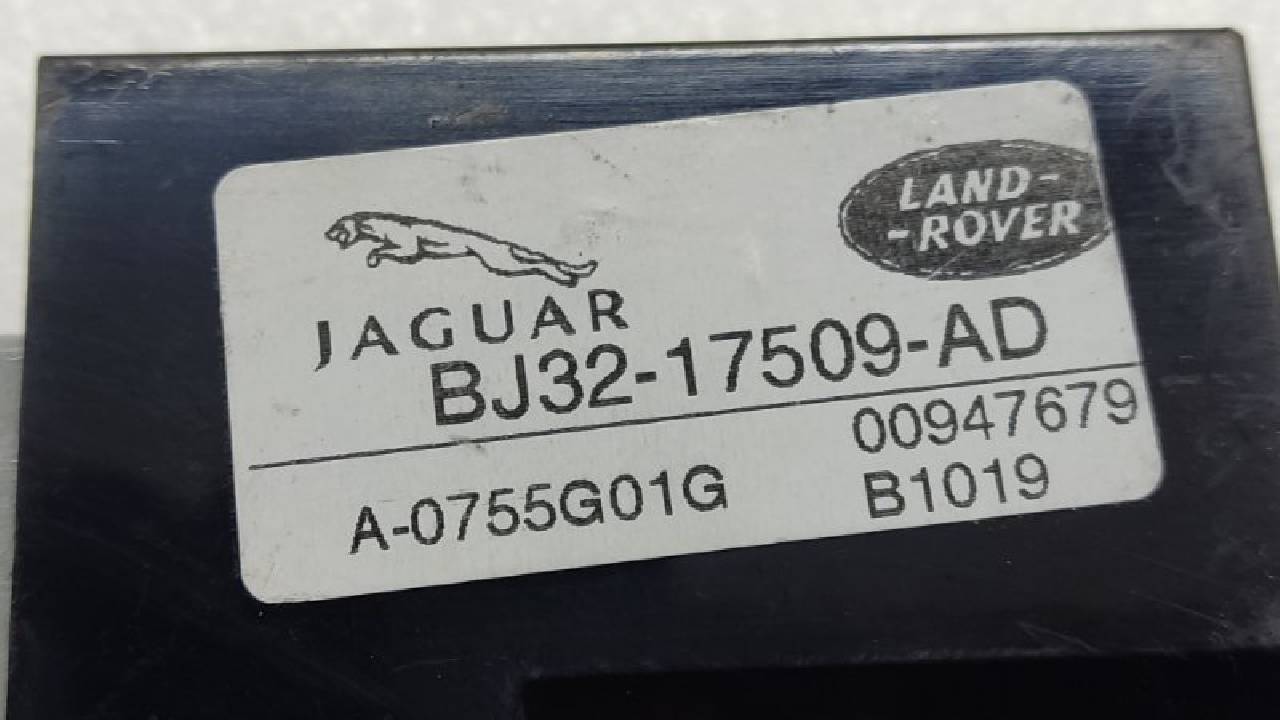 LAND-
-ROVER
JAGUAR
BJ32-17509-AD
00947679
A-0755G01G
B1019